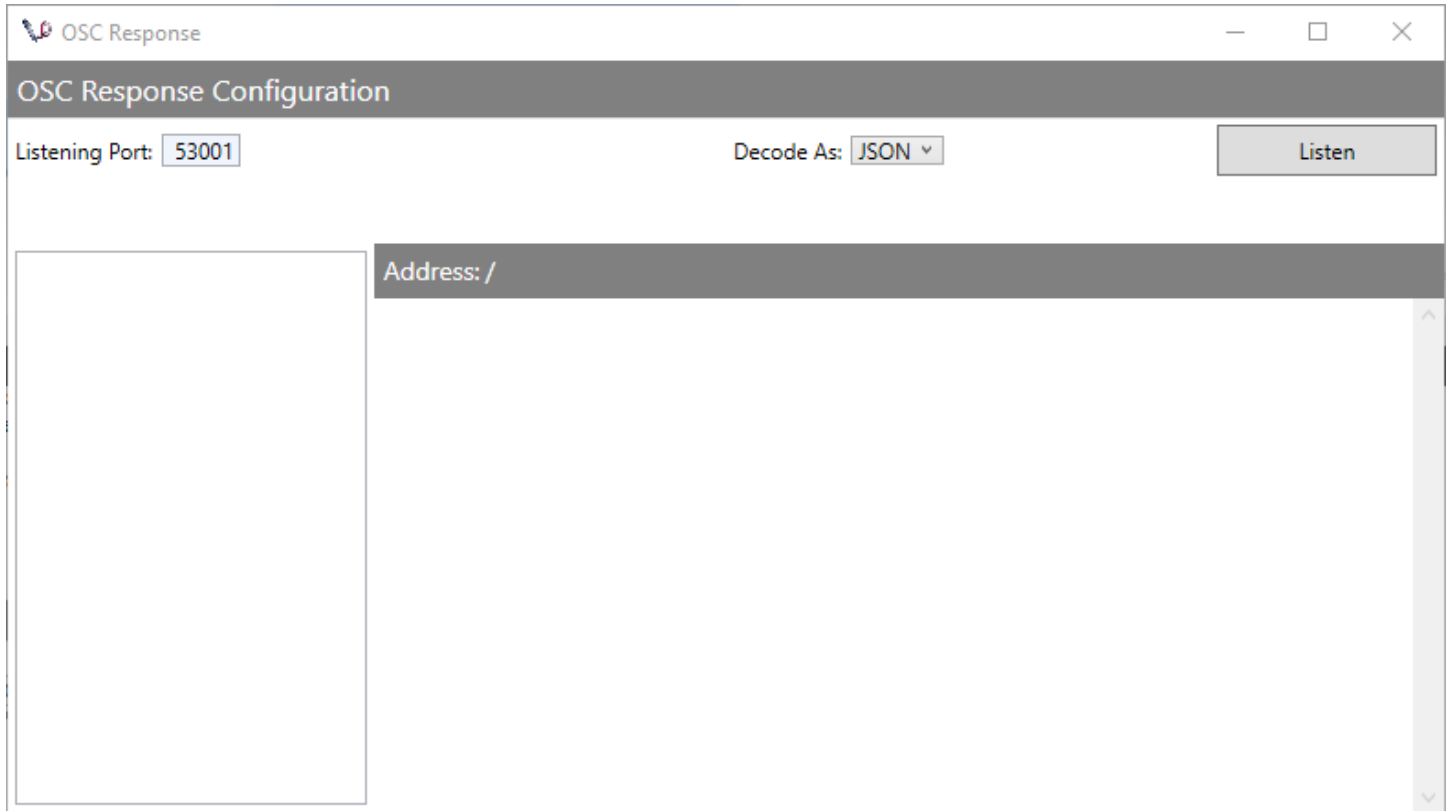 OSC Response
OSC Response Configuration
Listening Port: 53001 Decode As: JSON Listen
Address: /